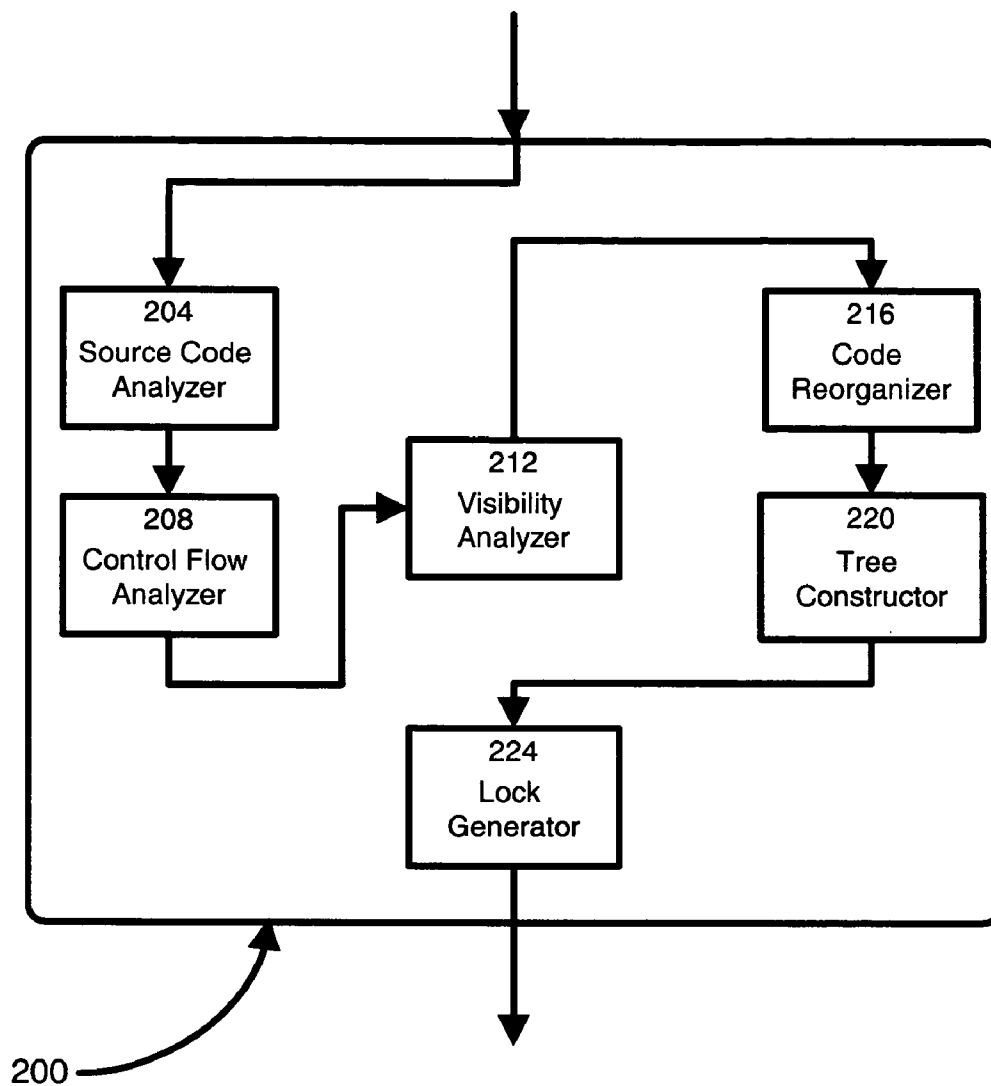 204
Source Code
Analyzer
208
Control Flow
Analyzer
212
Visibility
Analyzer
216
Code
Reorganizer
220
Tree
Constructor
224
Lock
Generator
200